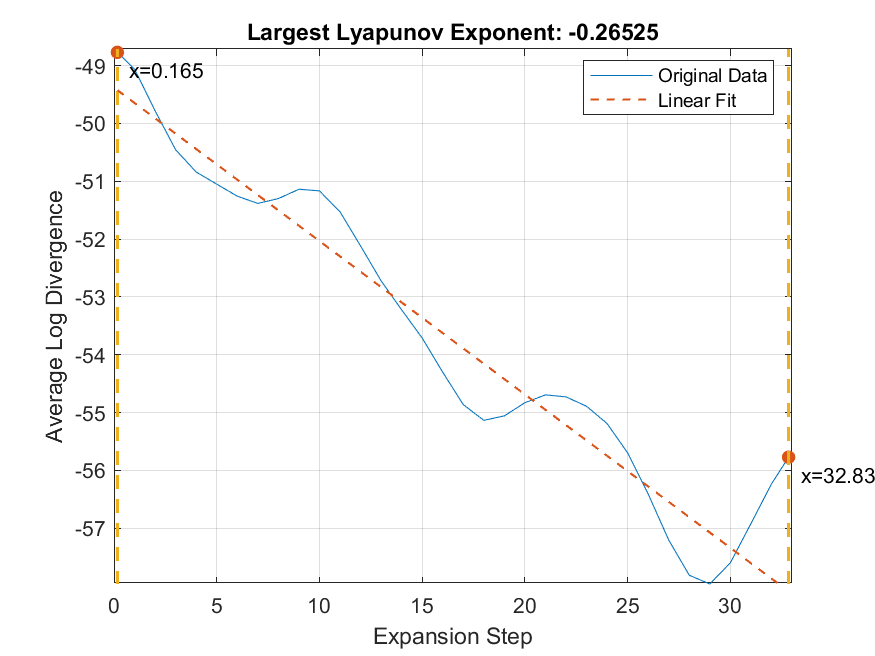 Largest Lyapunov Exponent: -0.26525
Original Data
Linear Fit
x=0.165
x=32.83
Average Log Divergence
-49
-50
-51
-52
-53
-54
-55
-56
-57
0 5 10 15 20 25 30
Expansion Step